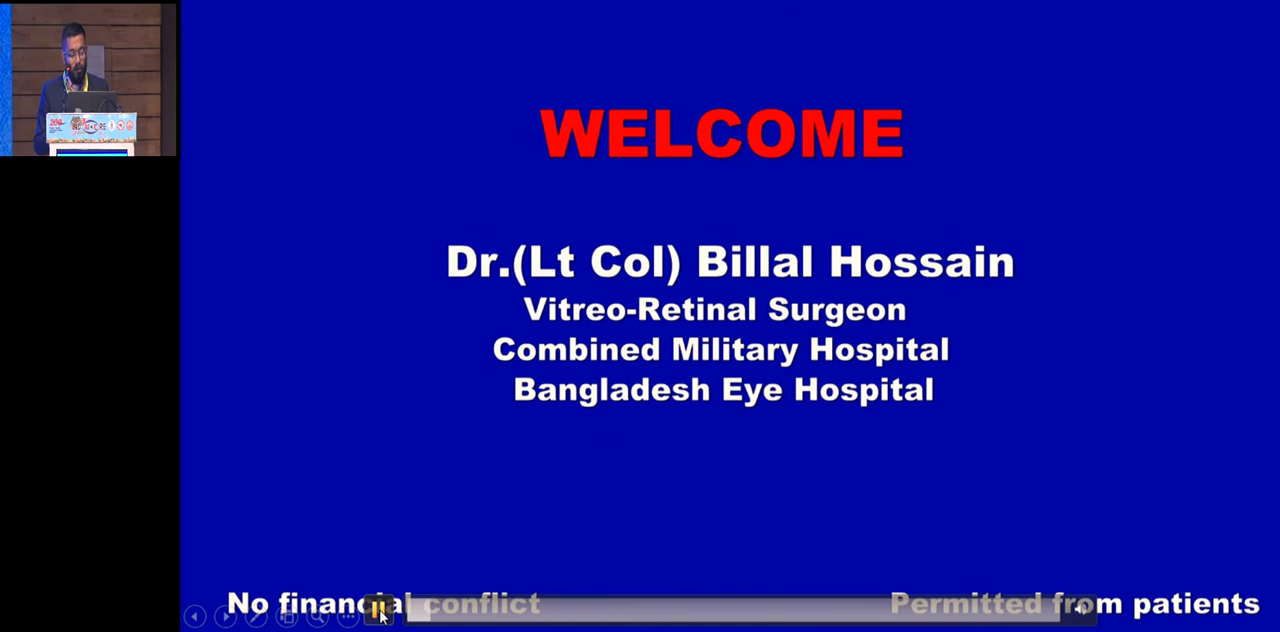 WELCOME
Dr.(Lt Col) Billal Hossain
Vitreo-Retinal Surgeon
Combined Military Hospital
Bangladesh Eye Hospital
No financial conflict
Permitted from patients